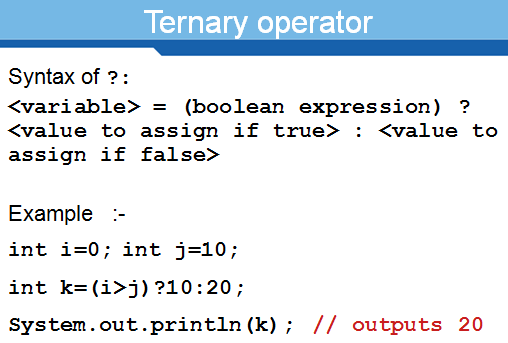 Ternary operator
Syntax of ?:
<variable> = (boolean expression) ?
<value to assign if true> : <value to
assign if false>
Example :-
int i=0; int j=10;
int k=(i>j)?10:20;
System.out.println(k); // outputs 20